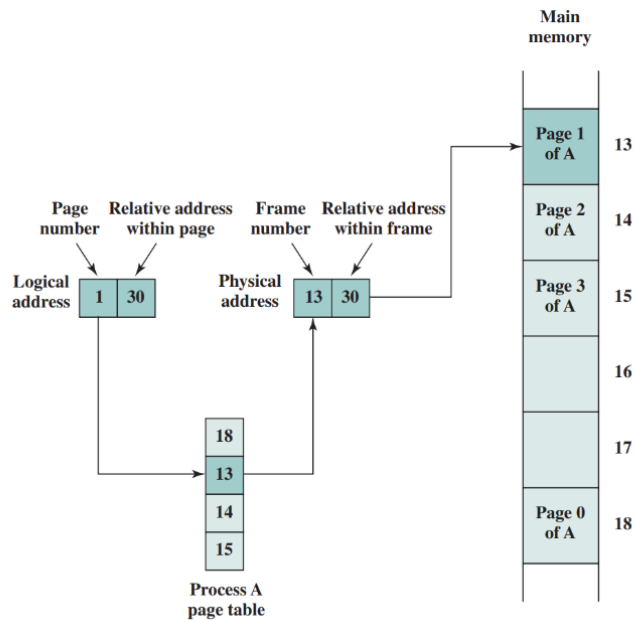 Main
memory
Page 1
of A
13
Page 2
of A
14
Page 3
of A
15
16
17
Page 0
of A
18
Page
number
Relative address
within page
Frame
number
Relative address
within frame
Logical
address
1
30
Physical
address
13
30
18
13
14
15
Process A
page table